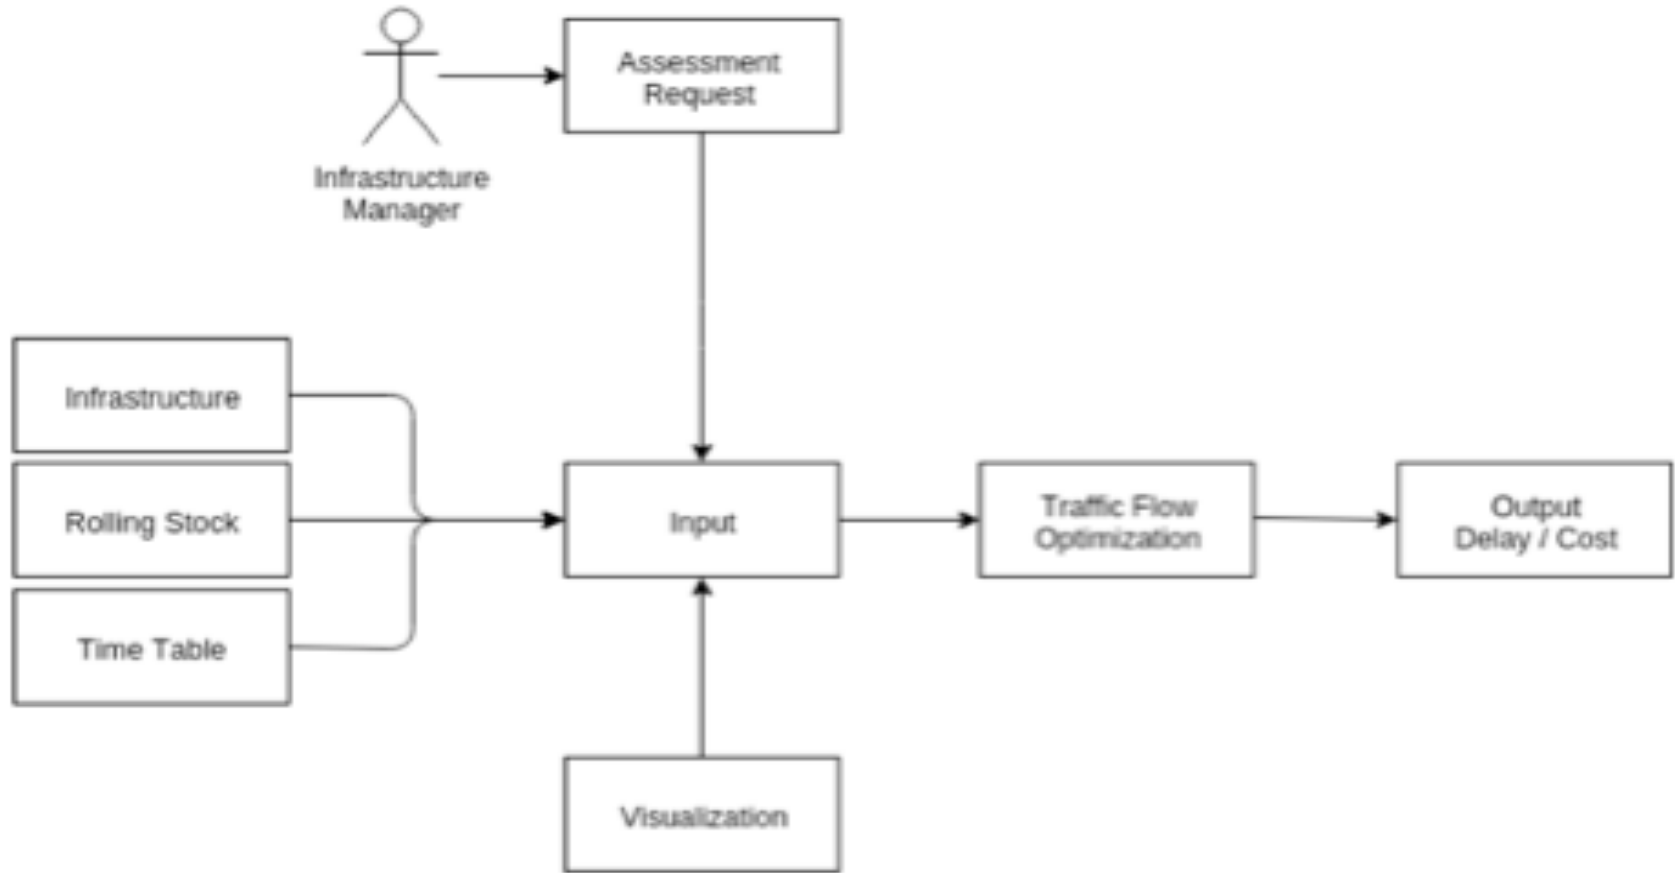 Assessment
Request
Infrastructure
Manager
Infrastructure
Rolling Stock
Time Table
Input
Traffic Flow
Optimization
Output
Delay / Cost
Visualization